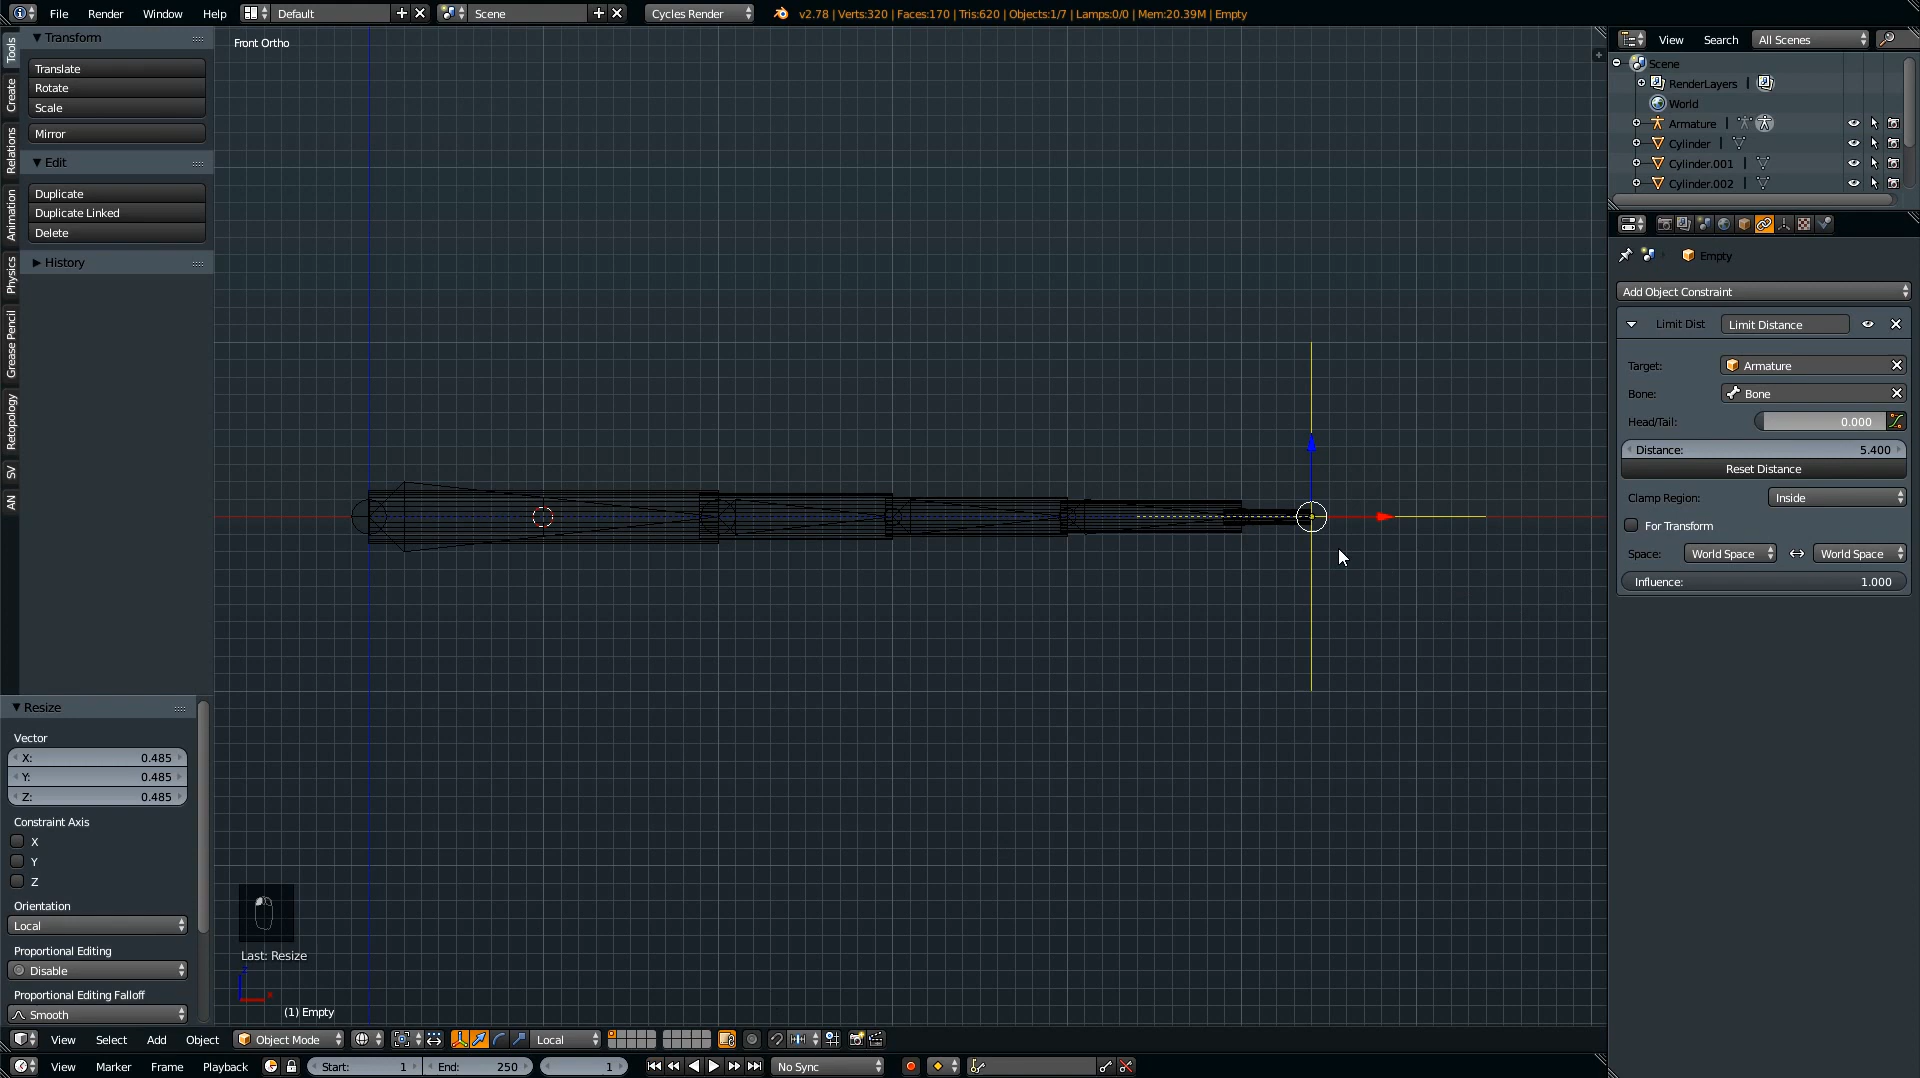 File Render Window Help Default Scene Cycles Render v2.78 | Verts:320 | Faces:170 | Tris:620 | Objects:1/7 | Lamps:0/0 | Mem:20.39M | Empty
Tools
Create
Relations
Animation
Physics
Grease Pencil
Retopology
SV
AN
Transform
Translate
Rotate
Scale
Mirror
Edit
Duplicate
Duplicate Linked
Delete
History
Resize
Vector
X: 0.485
Y: 0.485
Z: 0.485
Constraint Axis
X
Y
Z
Orientation
Local
Proportional Editing
Disable
Proportional Editing Falloff
Smooth
Front Ortho
Last: Resize
(1) Empty
View Search All Scenes
Scene
RenderLayers |
World
Armature |
Cylinder |
Cylinder.001 |
Cylinder.002 |
Empty
Add Object Constraint
Limit Dist Limit Distance
Target: Armature
Bone: Bone
Head/Tail: 0.000
Distance: 5.400
Reset Distance
Clamp Region: Inside
For Transform
Space: World Space World Space
Influence: 1.000
View Select Add Object Object Mode Local
View Marker Frame Playback Start: 1 End: 250 1 No Sync